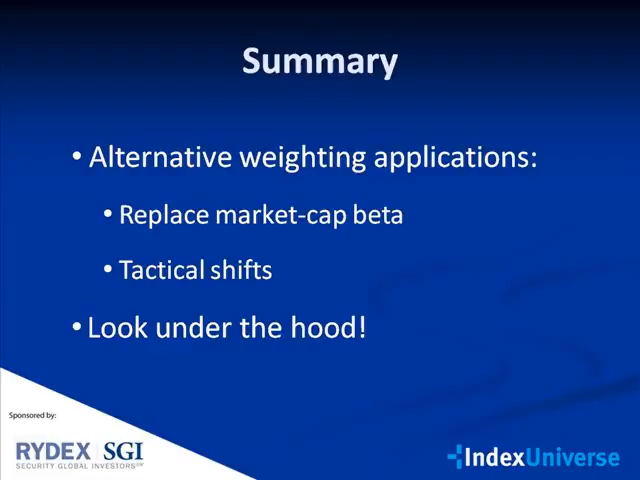 Summary
• Alternative weighting applications:
• Replace market-cap beta
• Tactical shifts
• Look under the hood!
Sponsored by:
RYDEX | SGI
SECURITY GLOBAL INVESTORS℠
IndexUniverse